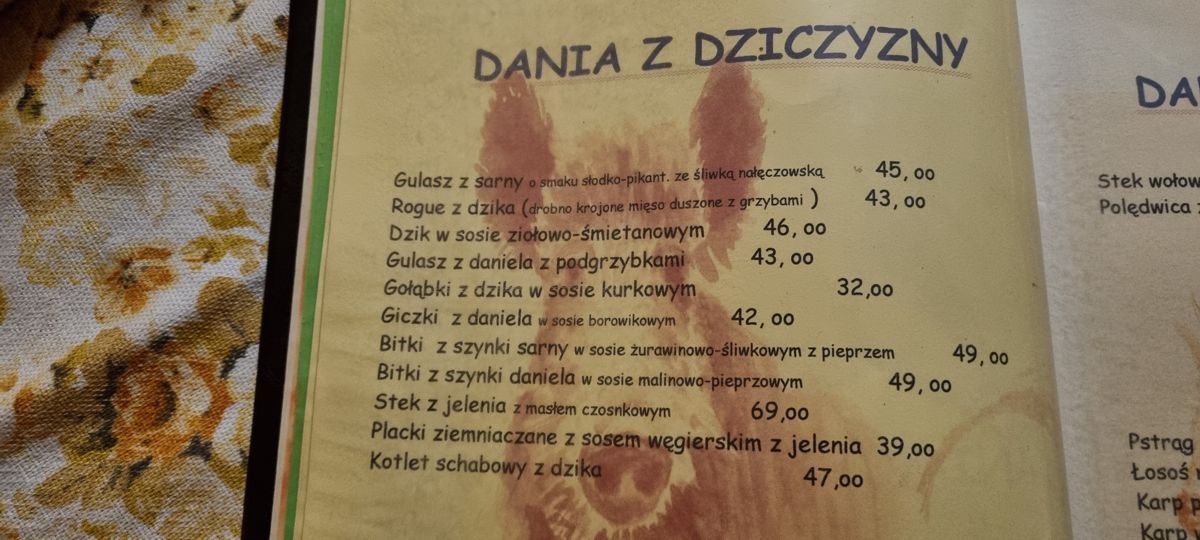 DANIA Z DZICZYZNY
Gulasz z sarny o smaku słodko-pikant. ze śliwką nałęczowską 45,00
Rogue z dzika (drobno krojone mięso duszone z grzybami ) 43,00
Dzik w sosie ziołowo-śmietanowym 46,00
Gulasz z daniela z podgrzybkami 43,00
Gołąbki z dzika w sosie kurkowym 32,00
Giczki z daniela w sosie borowikowym 42,00
Bitki z szynki sarny w sosie żurawinowo-śliwkowym z pieprzem 49,00
Bitki z szynki daniela w sosie malinowo-pieprzowym 49,00
Stek z jelenia z masłem czosnkowym 69,00
Placki ziemniaczane z sosem węgierskim z jelenia 39,00
Kotlet schabowy z dzika 47,00
DA
Stek wołow
Polędwica
Pstrąg
Łosoś
Karp p
Karp